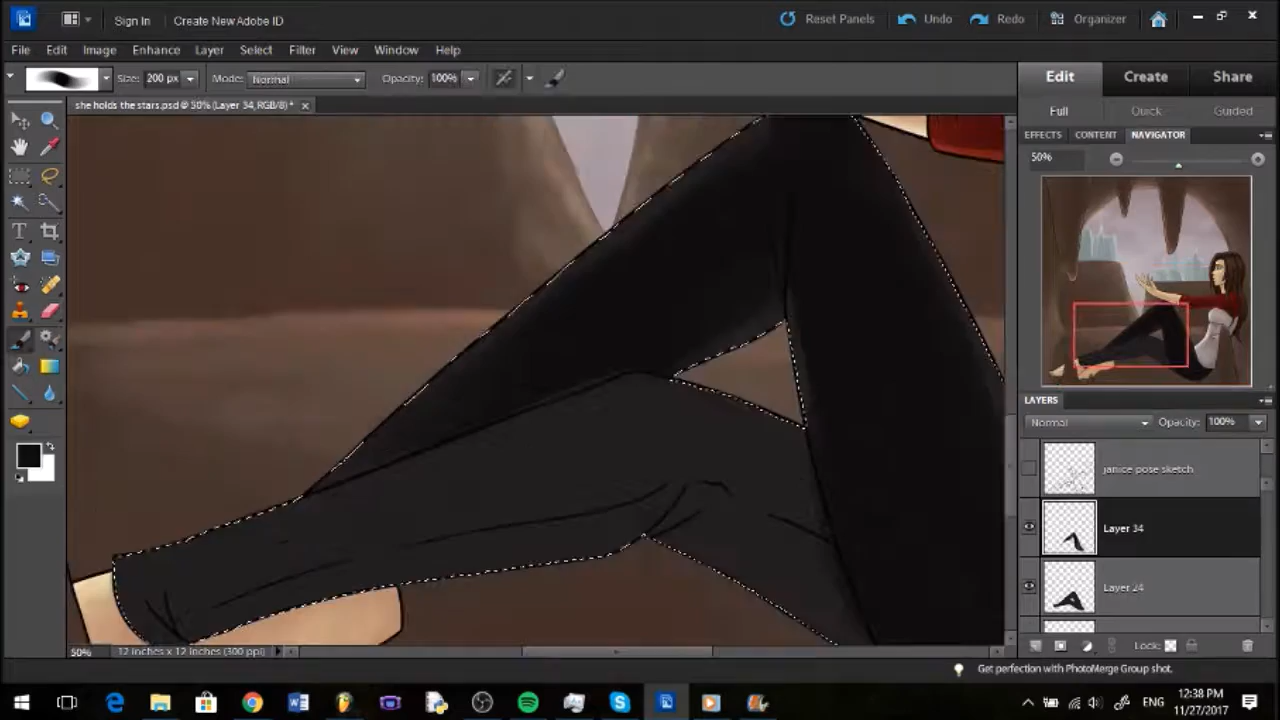 Sign In
Create New Adobe ID
Reset Panels
Undo
Redo
Organizer
File Edit Image Enhance Layer Select Filter View Window Help
Size: 200 px
Mode: Normal
Opacity: 100%
Edit Create Share
she holds the stars.psd @ 50% (Layer 34, RGB/8) *
Full Quick Guided
EFFECTS CONTENT NAVIGATOR
50%
LAYERS
Normal
Opacity: 100%
janice pose sketch
Layer 34
Layer 24
Lock:
50%
12 inches x 12 inches (300 ppi)
Get perfection with PhotoMerge Group shot.
ENG
12:38 PM
11/27/2017